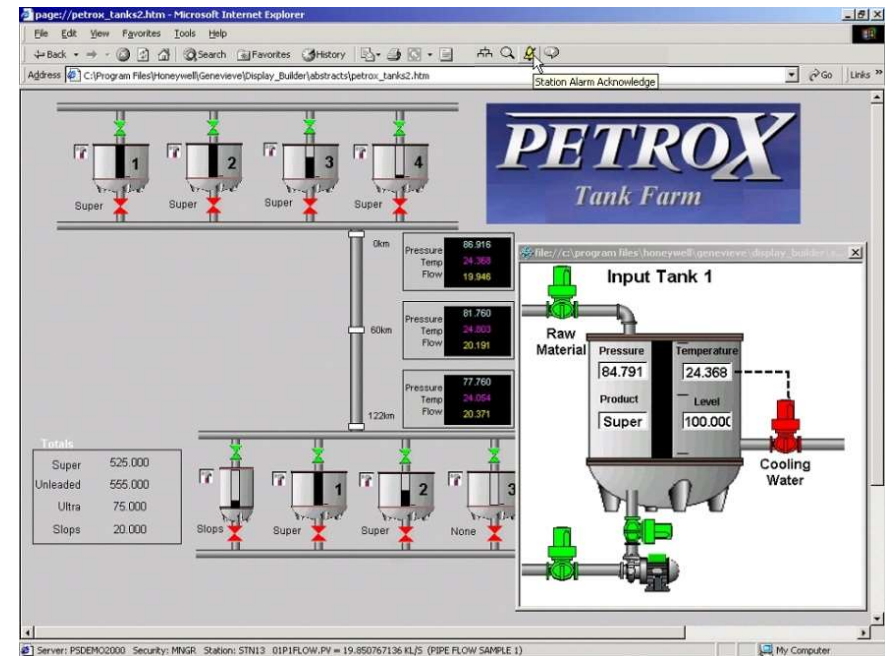 page://petrox_tanks2.htm - Microsoft Internet Explorer
File Edit View Favorites Tools Help
Back Search Favorites History
Address C:\Program Files\Honeywell\Genevieve\Display_Builder\abstracts\petrox_tanks2.htm Go Links »
Station Alarm Acknowledge
1 2 3 4
Super Super Super Super
PETROX
Tank Farm
0km
Pressure 86.916
Temp 24.368
Flow 19.946
60km
Pressure 81.760
Temp 24.803
Flow 20.191
122km
Pressure 77.760
Temp 24.054
Flow 20.371
Totals
Super 525.000
Unleaded 555.000
Ultra 75.000
Slops 20.000
1 2 3
Slops Super Super None
file://c:\program files\honeywell\genevieve\display_builder\
Input Tank 1
Raw
Material
Pressure Temperature
84.791 24.368
Product Level
Super 100.000
Cooling
Water
Server: PSDEMO2000 Security: MNGR Station: STN13 01P1FLOW.PV = 19.850767136 KL/S (PIPE FLOW SAMPLE 1)
My Computer